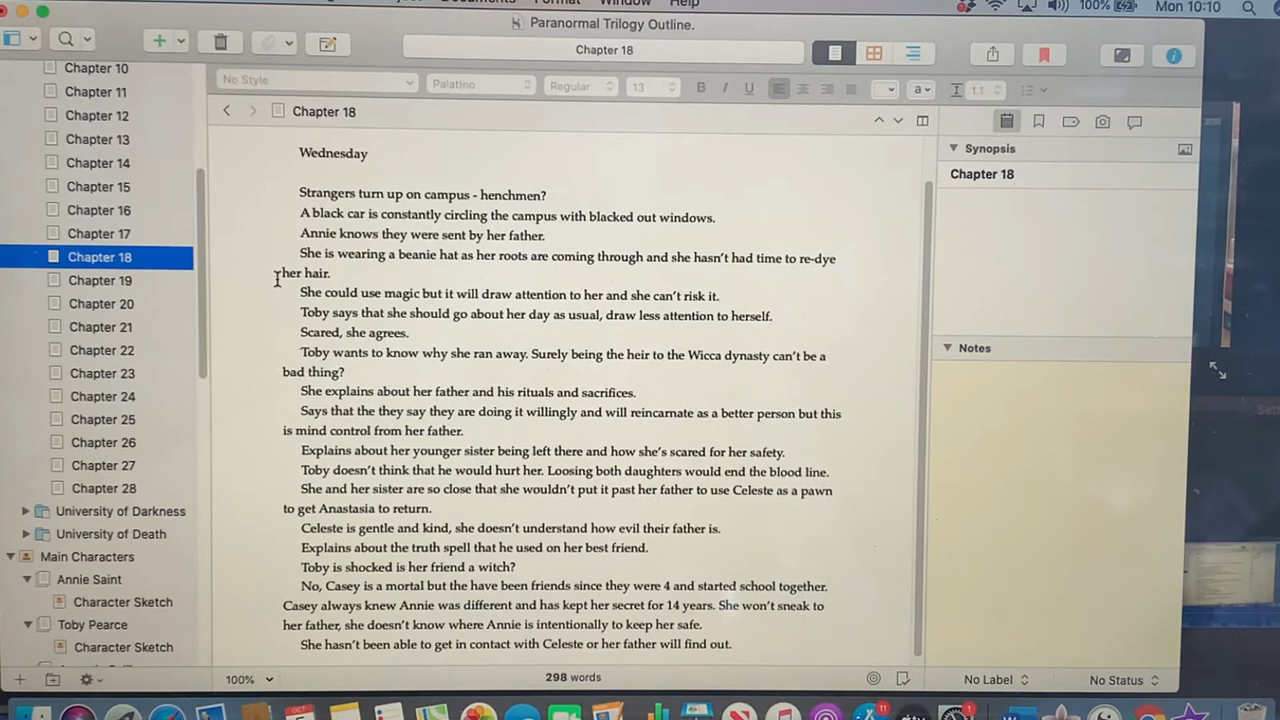 Window Help
100% Mon 10:10
Paranormal Trilogy Outline.
Chapter 18
No Style Palatino Regular 13 B I U a 1.1
Chapter 10
Chapter 11
Chapter 12
Chapter 13
Chapter 14
Chapter 15
Chapter 16
Chapter 17
Chapter 18
Chapter 19
Chapter 20
Chapter 21
Chapter 22
Chapter 23
Chapter 24
Chapter 25
Chapter 26
Chapter 27
Chapter 28
University of Darkness
University of Death
Main Characters
Annie Saint
Character Sketch
Toby Pearce
Character Sketch
Chapter 18
Wednesday
Strangers turn up on campus - henchmen?
A black car is constantly circling the campus with blacked out windows.
Annie knows they were sent by her father.
She is wearing a beanie hat as her roots are coming through and she hasn't had time to re-dye
her hair.
She could use magic but it will draw attention to her and she can't risk it.
Toby says that she should go about her day as usual, draw less attention to herself.
Scared, she agrees.
Toby wants to know why she ran away. Surely being the heir to the Wicca dynasty can't be a
bad thing?
She explains about her father and his rituals and sacrifices.
Says that the they say they are doing it willingly and will reincarnate as a better person but this
is mind control from her father.
Explains about her younger sister being left there and how she's scared for her safety.
Toby doesn't think that he would hurt her. Loosing both daughters would end the blood line.
She and her sister are so close that she wouldn't put it past her father to use Celeste as a pawn
to get Anastasia to return.
Celeste is gentle and kind, she doesn't understand how evil their father is.
Explains about the truth spell that he used on her best friend.
Toby is shocked is her friend a witch?
No, Casey is a mortal but the have been friends since they were 4 and started school together.
Casey always knew Annie was different and has kept her secret for 14 years. She won't sneak to
her father, she doesn't know where Annie is intentionally to keep her safe.
She hasn't been able to get in contact with Celeste or her father will find out.
100%
298 words
Synopsis
Chapter 18
Notes
No Label
No Status
11
1